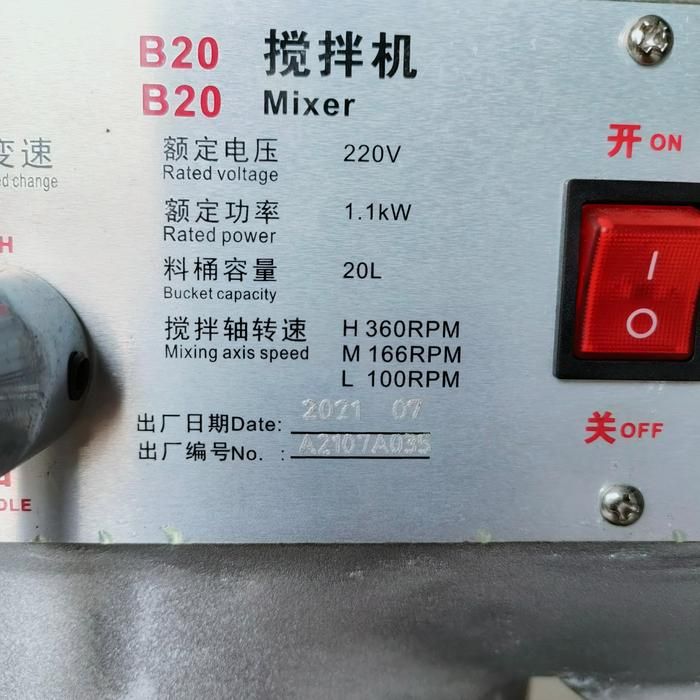 B20 搅拌机
B20 Mixer
变速
ed change
H
额定电压 220V
Rated voltage
额定功率 1.1kW
Rated power
料桶容量 20L
Bucket capacity
搅拌轴转速 H 360RPM
Mixing axis speed M 166RPM
L 100RPM
出厂日期Date: 2021 07
出厂编号No. : A2107A035
开 ON
关 OFF
DLE